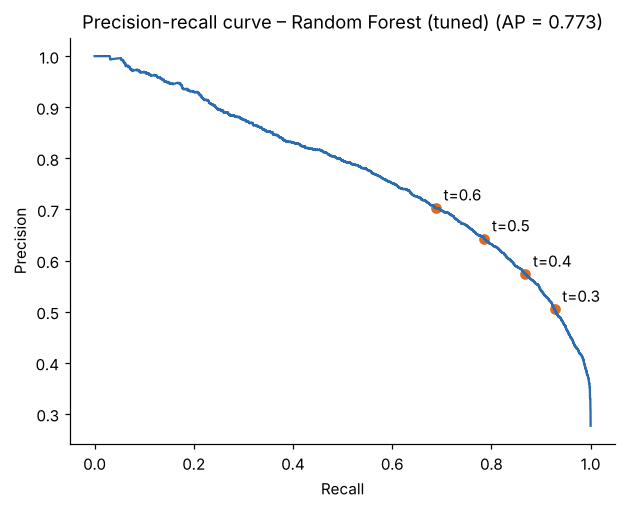 Precision-recall curve – Random Forest (tuned) (AP = 0.773)
1.0
0.9
0.8
0.7
0.6
0.5
0.4
0.3
Precision
t=0.6
t=0.5
t=0.4
t=0.3
0.0 0.2 0.4 0.6 0.8 1.0
Recall